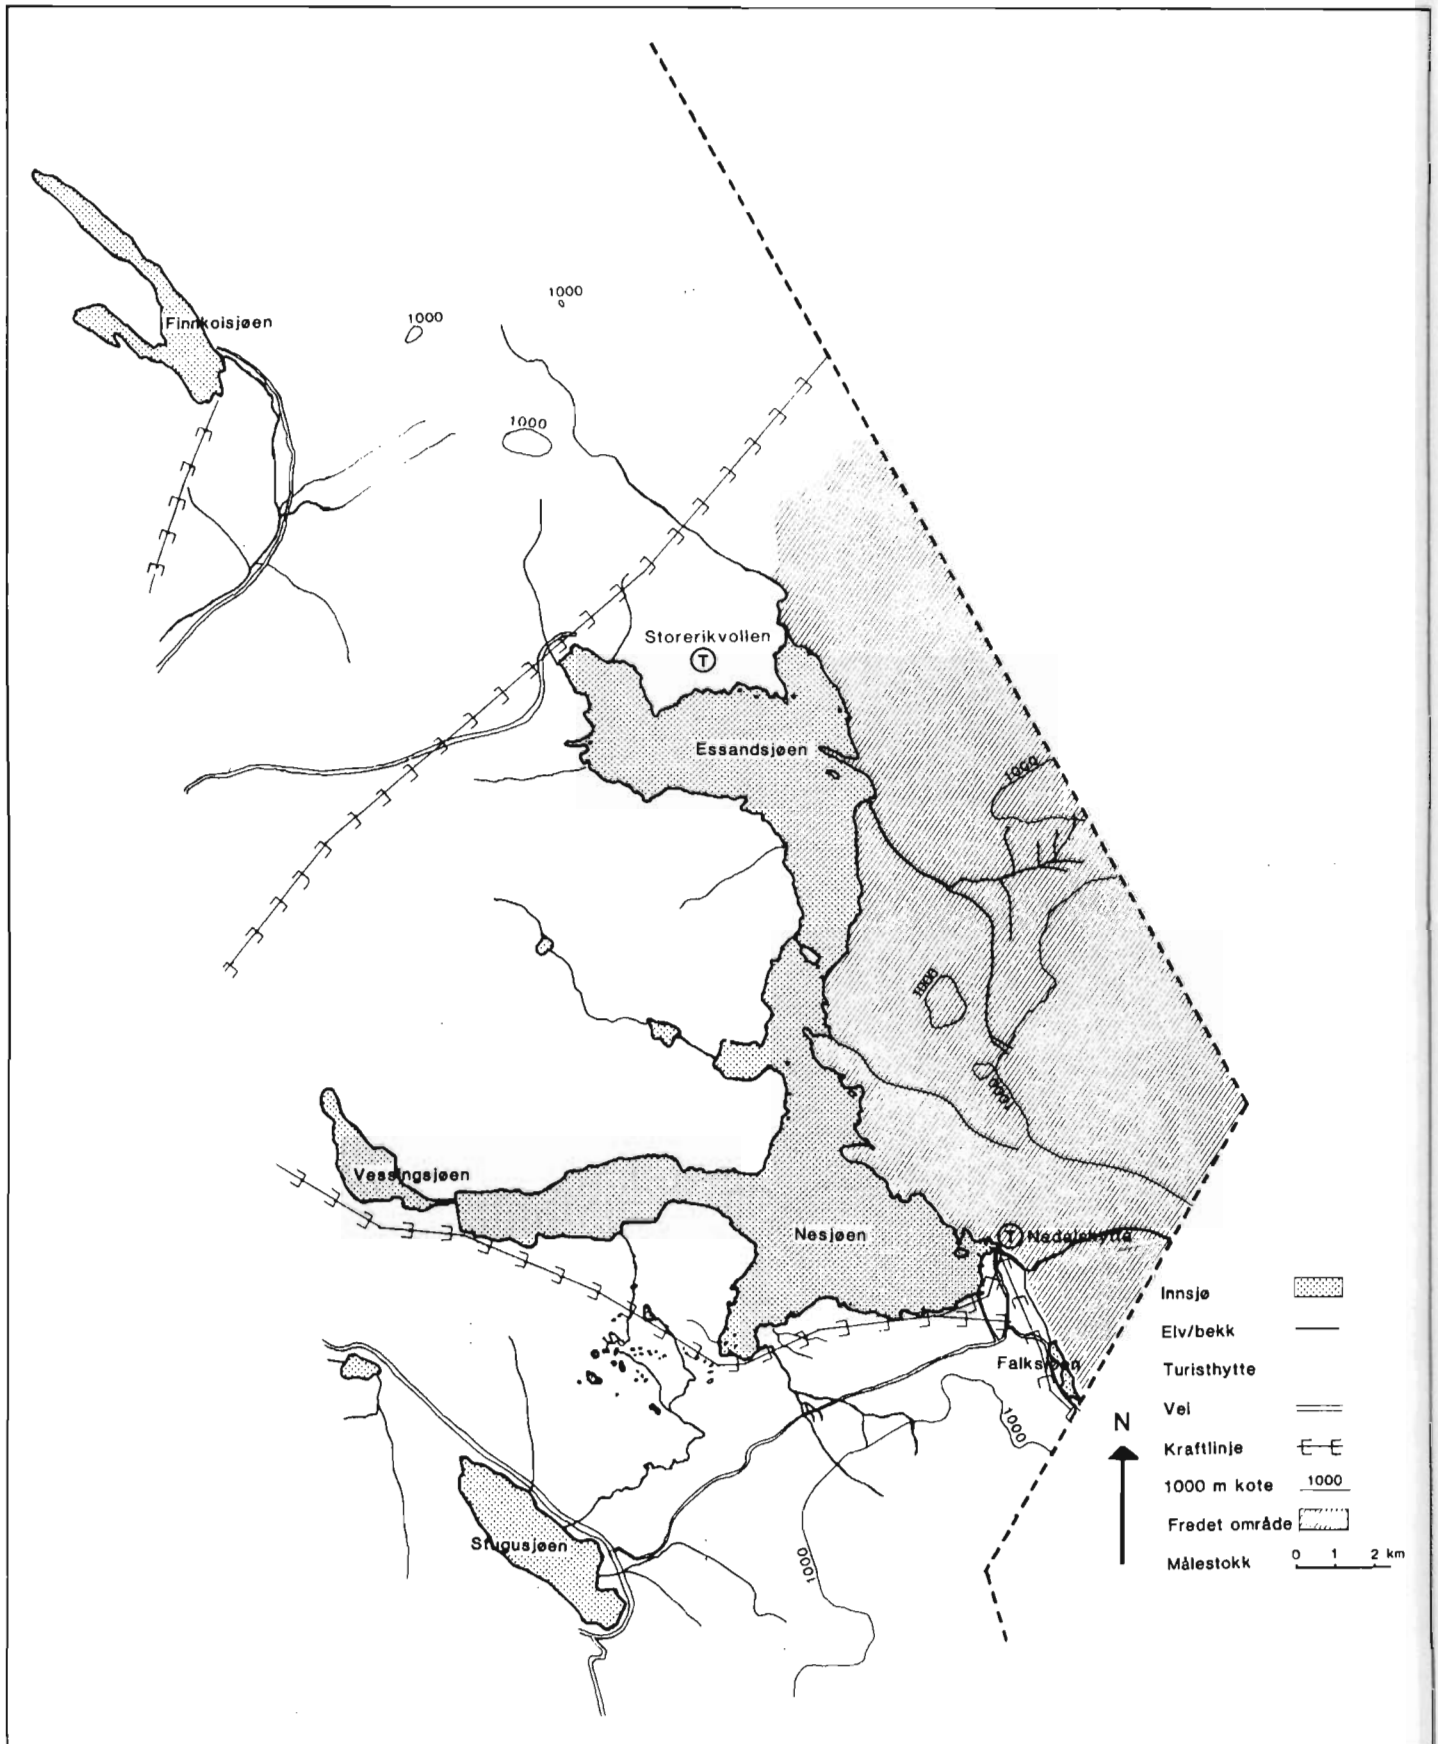 1000
1000
Finnkoisjøen
1000
Storerikvollen
T
Essandsjøen
1000
1000
1000
Vessingsjøen
Nesjøen
T Nedalshytta
Falksjøen
1000
Stugusjøen
1000
N
Innsjø
Elv/bekk
Turisthytte
Vei
Kraftlinje
1000 m kote 1000
Fredet område
Målestokk 0 1 2 km